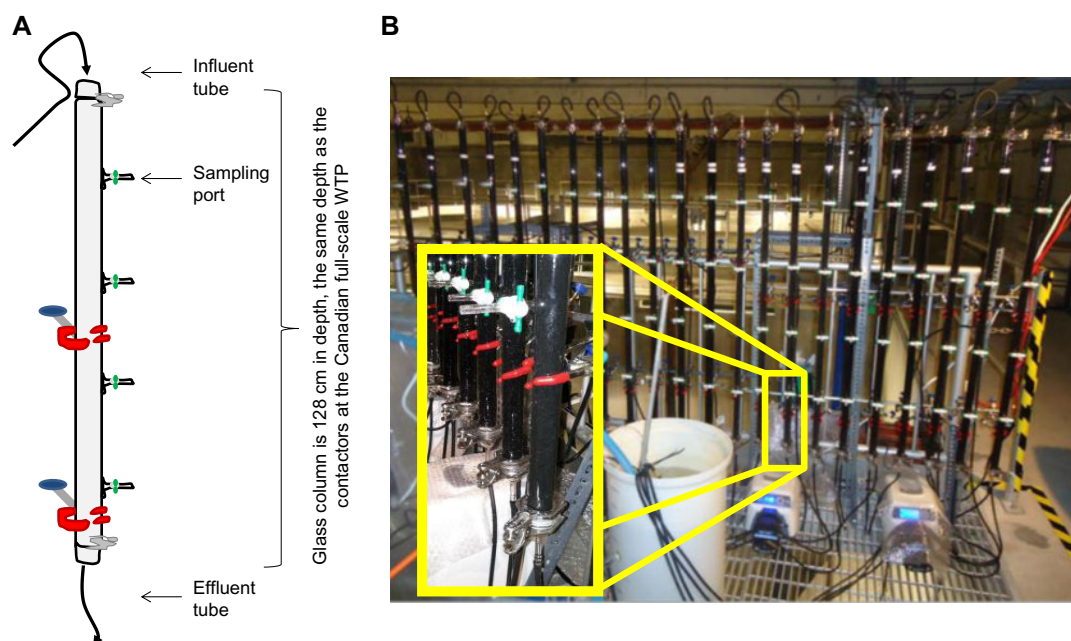 A
B
Influent
tube
Sampling
port
Glass column is 128 cm in depth, the same depth as the
contactors at the Canadian full-scale WTP
Effluent
tube